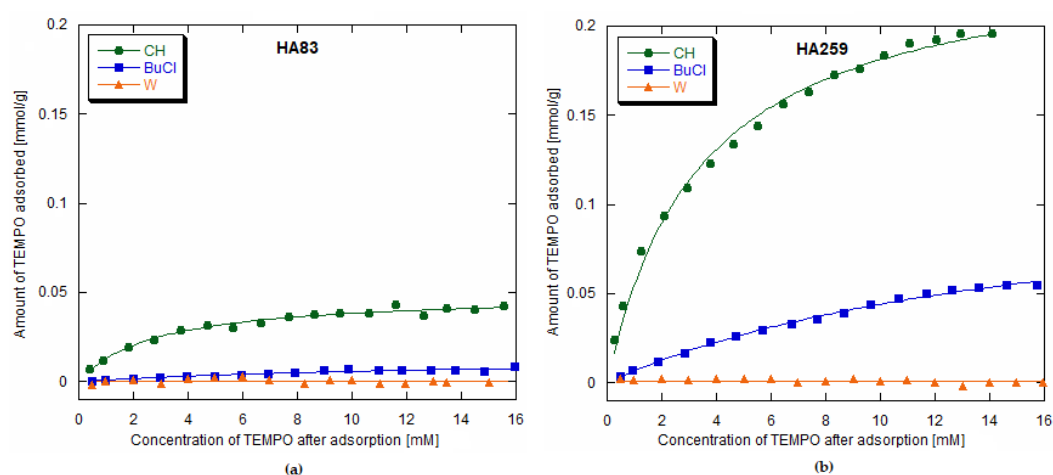 HA83
CH
BuCl
W
Amount of TEMPO adsorbed [mmol/g]
0.2
0.15
0.1
0.05
0
0 2 4 6 8 10 12 14 16
Concentration of TEMPO after adsorption [mM]
(a)
HA259
CH
BuCl
W
Amount of TEMPO adsorbed [mmol/g]
0.2
0.15
0.1
0.05
0
0 2 4 6 8 10 12 14 16
Concentration of TEMPO after adsorption [mM]
(b)